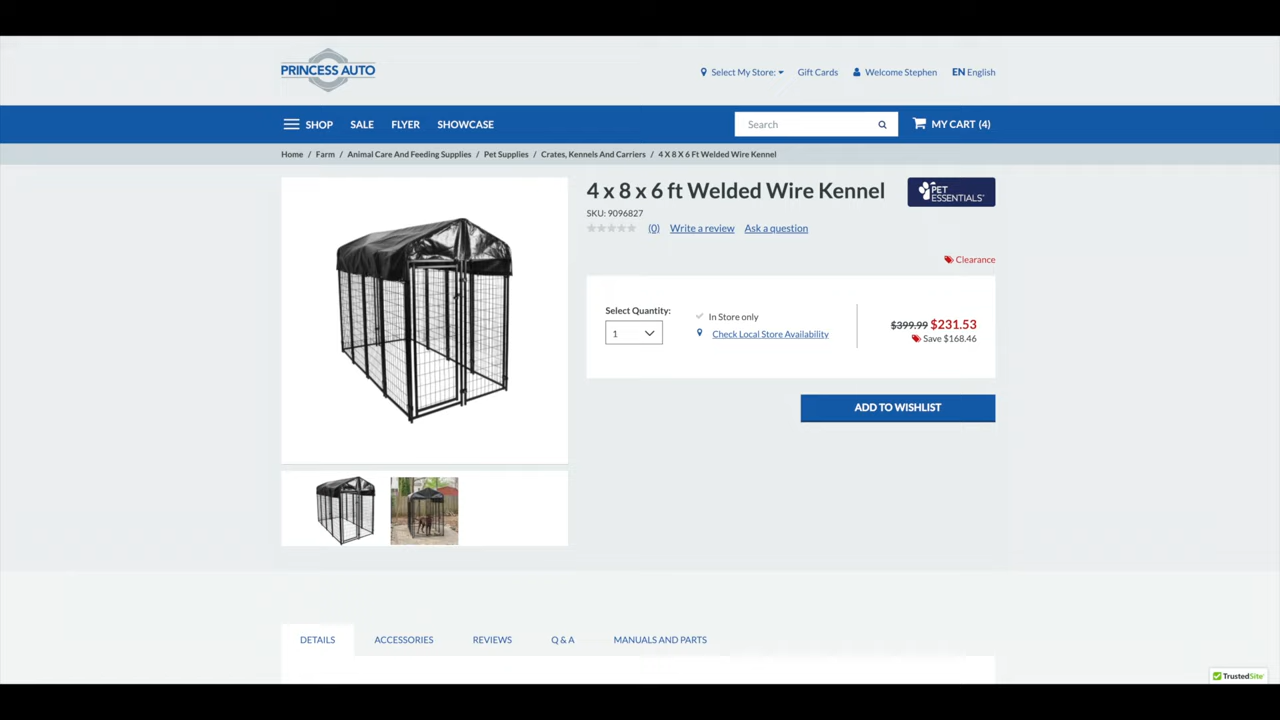 PRINCESS AUTO
Select My Store:
Gift Cards
Welcome Stephen
EN English
SHOP
SALE
FLYER
SHOWCASE
Search
MY CART (4)
Home / Farm / Animal Care And Feeding Supplies / Pet Supplies / Crates, Kennels And Carriers / 4 X 8 X 6 Ft Welded Wire Kennel
4 x 8 x 6 ft Welded Wire Kennel
PET
ESSENTIALS
SKU: 9096827
(0) Write a review Ask a question
Clearance
Select Quantity:
1
In Store only
Check Local Store Availability
$399.99 $231.53
Save $168.46
ADD TO WISHLIST
DETAILS
ACCESSORIES
REVIEWS
Q & A
MANUALS AND PARTS
TrustedSite